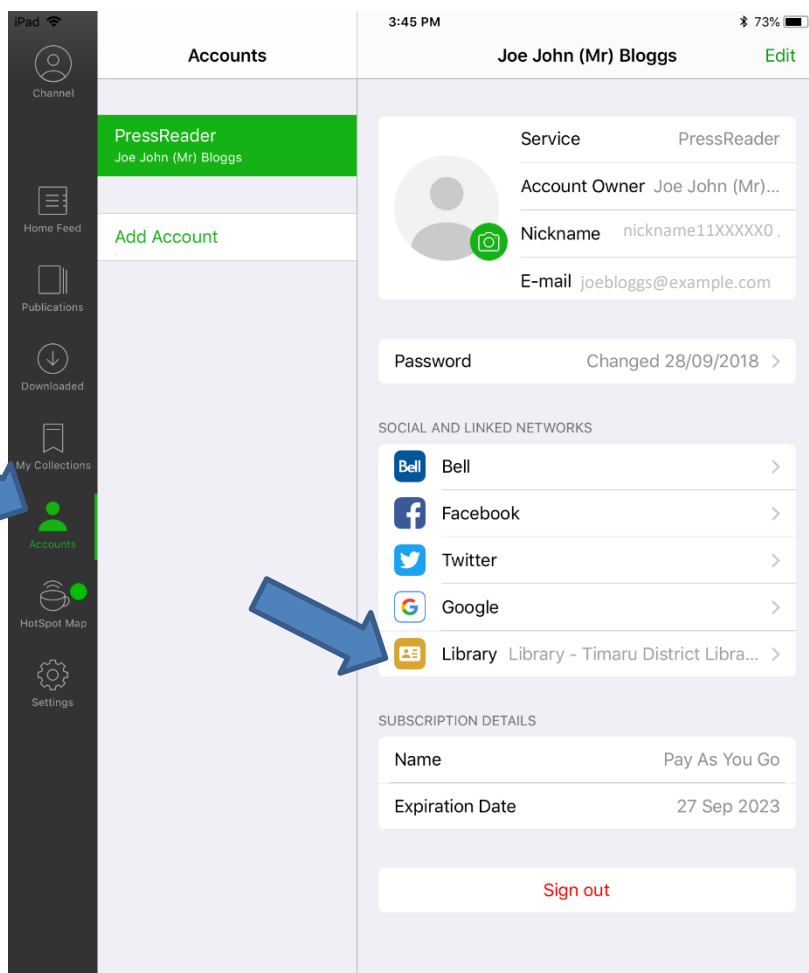 iPad 3:45 PM 73%
Channel
Home Feed
Publications
Downloaded
My Collections
Accounts
HotSpot Map
Settings
Accounts
PressReader
Joe John (Mr) Bloggs
Add Account
Joe John (Mr) Bloggs Edit
Service PressReader
Account Owner Joe John (Mr)...
Nickname nickname11XXXXX0 .
E-mail joebloggs@example.com
Password Changed 28/09/2018
SOCIAL AND LINKED NETWORKS
Bell Bell
Facebook
Twitter
Google
Library Library - Timaru District Libra...
SUBSCRIPTION DETAILS
Name Pay As You Go
Expiration Date 27 Sep 2023
Sign out